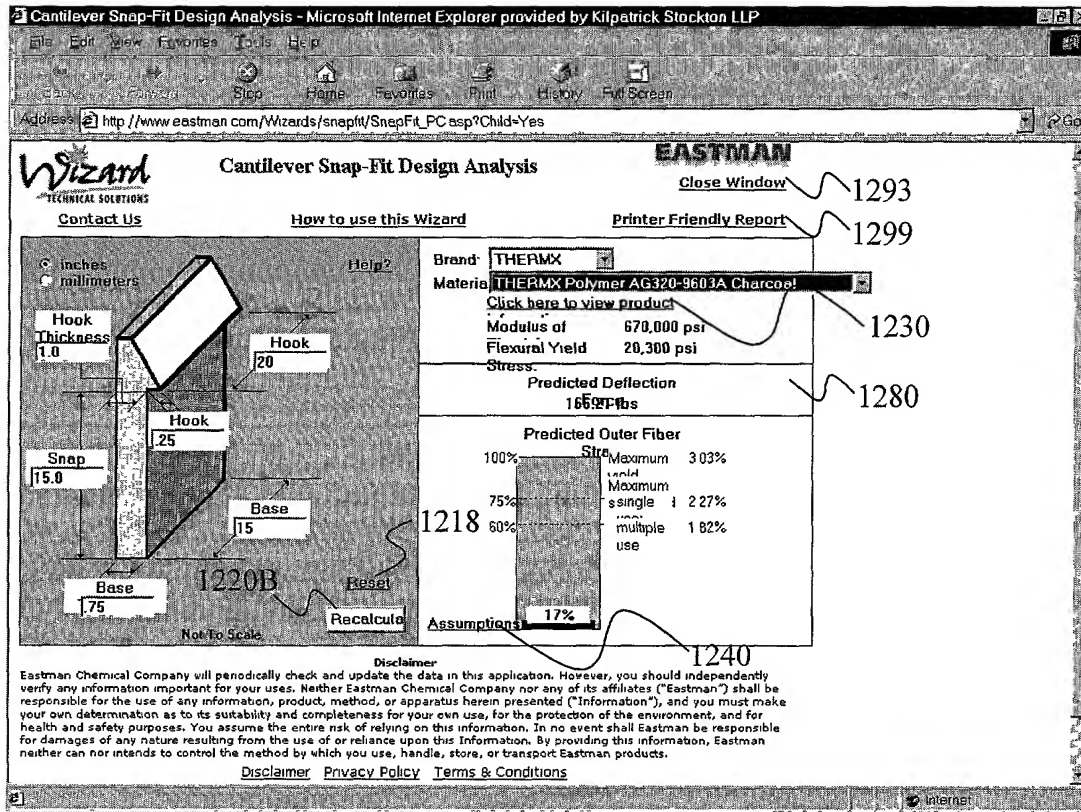 Cantilever Snap-Fit Design Analysis - Microsoft Internet Explorer provided by Kilpatrick Stockton LLP
File Edit View Favorites Tools Help
Stop Home Favorites Print History Full Screen
Address http://www.eastman com/Wizards/snapfit/SnapFit_PC asp?Child=Yes Go
Wizard
TECHNICAL SOLUTIONS
Cantilever Snap-Fit Design Analysis
EASTMAN
Close Window
1293
Contact Us
How to use this Wizard
Printer Friendly Report
1299
inches
millimeters
Help?
Hook
Thickness
1.0
Hook
20
Hook
.25
Snap
15.0
Base
15
Base
.75
1218
1220B
Reset
Recalcula
Not To Scale
Brand THERMX
Materia THERMX Polymer AG320-9603A Charcoal
Click here to view product
1230
Modulus of 670,000 psi
Flexural Yield 20,300 psi
Stress.
Predicted Deflection
1280
Predicted Outer Fiber
Stra
100% Maximum 3 03%
Maximum
75% single 2 27%
60% multiple 1 82%
use
17%
Assumptions
1240
Disclaimer
Eastman Chemical Company will periodically check and update the data in this application. However, you should independently
verify any information important for your uses. Neither Eastman Chemical Company nor any of its affiliates ("Eastman") shall be
responsible for the use of any information, product, method, or apparatus herein presented ("Information"), and you must make
your own determination as to its suitability and completeness for your own use, for the protection of the environment, and for
health and safety purposes. You assume the entire risk of relying on this information. In no event shall Eastman be responsible
for damages of any nature resulting from the use of or reliance upon this Information. By providing this information, Eastman
neither can nor intends to control the method by which you use, handle, store, or transport Eastman products.
Disclaimer Privacy Policy Terms & Conditions
Internet